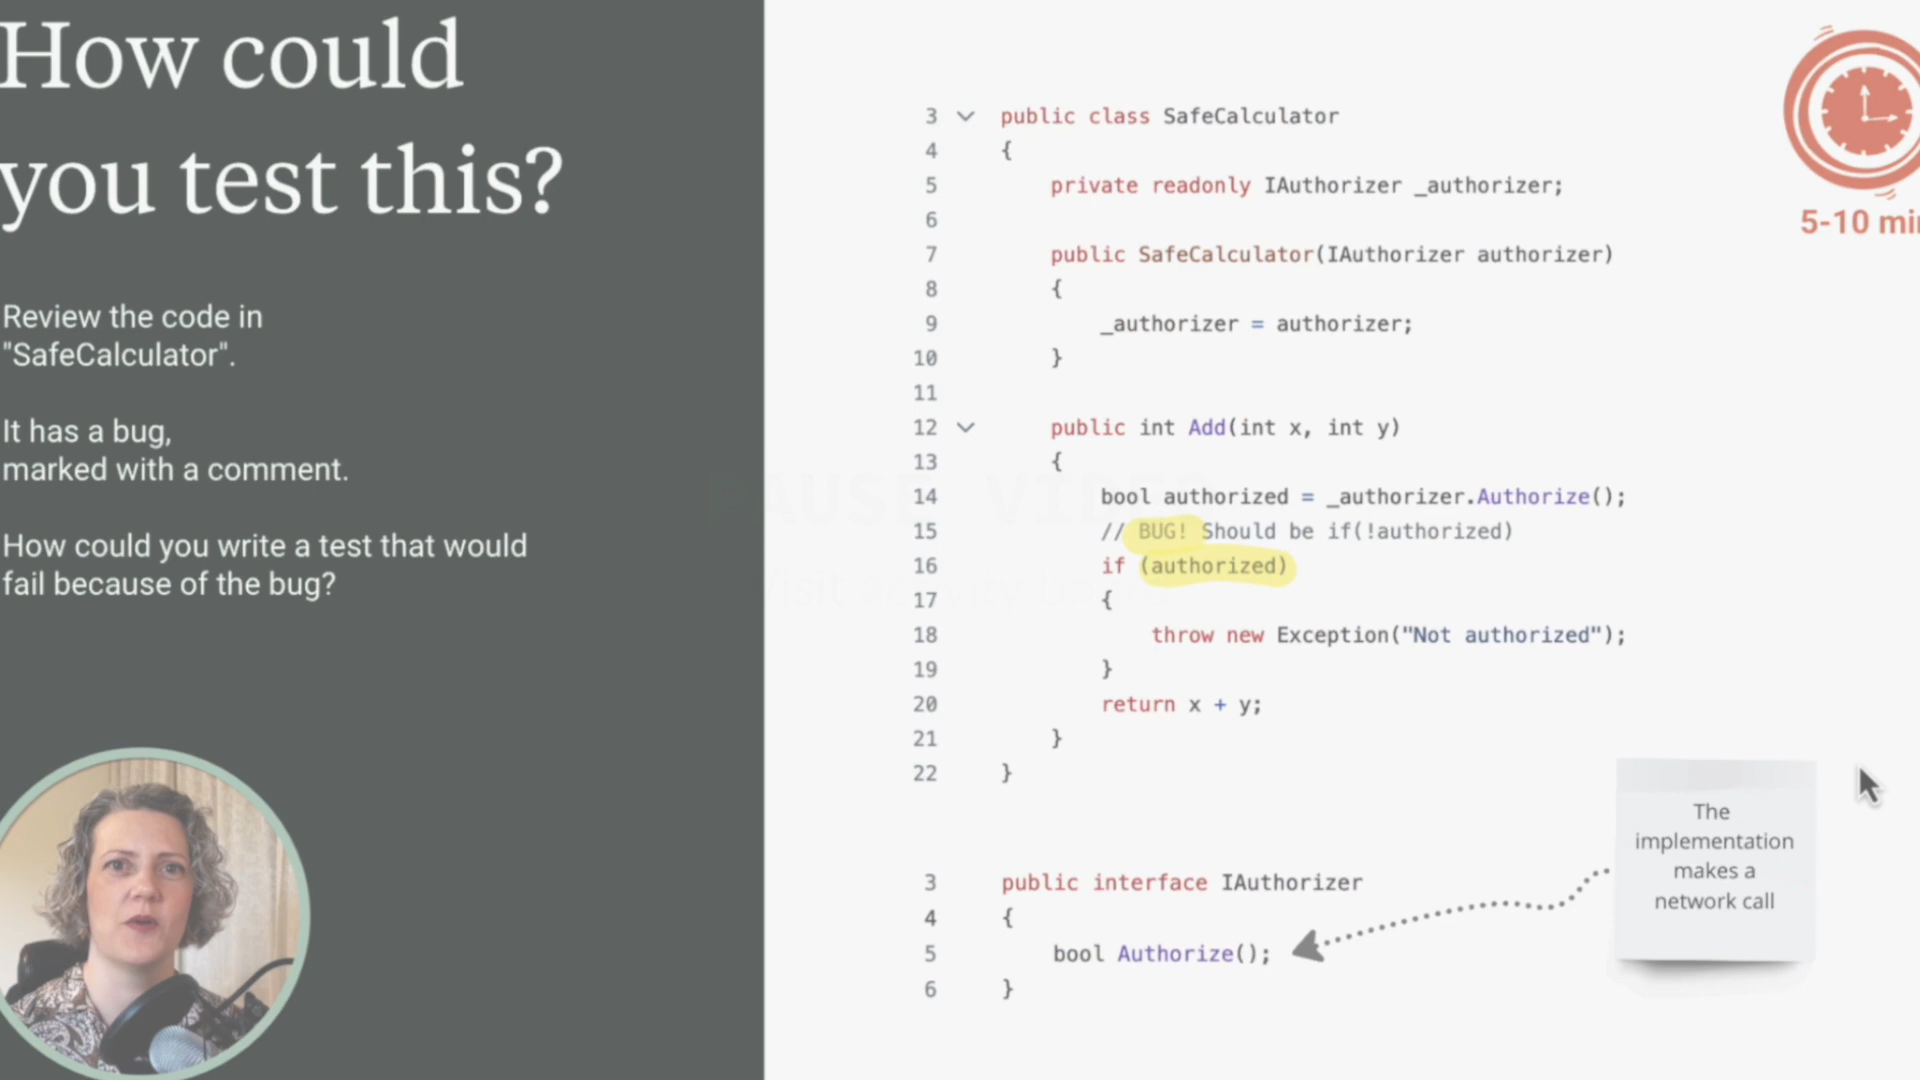 How could
you test this?
Review the code in
"SafeCalculator".
It has a bug,
marked with a comment.
How could you write a test that would
fail because of the bug?
5-10
3 public class SafeCalculator
4 {
5 private readonly IAuthorizer _authorizer;
6
7 public SafeCalculator(IAuthorizer authorizer)
8 {
9 _authorizer = authorizer;
10 }
11
12 public int Add(int x, int y)
13 {
14 bool authorized = _authorizer.Authorize();
15 // BUG! Should be if(!authorized)
16 if (authorized)
17 {
18 throw new Exception("Not authorized");
19 }
20 return x + y;
21 }
22 }
3 public interface IAuthorizer
4 {
5 bool Authorize();
6 }
The
implementation
makes a
network call
PAUSE VIDEO